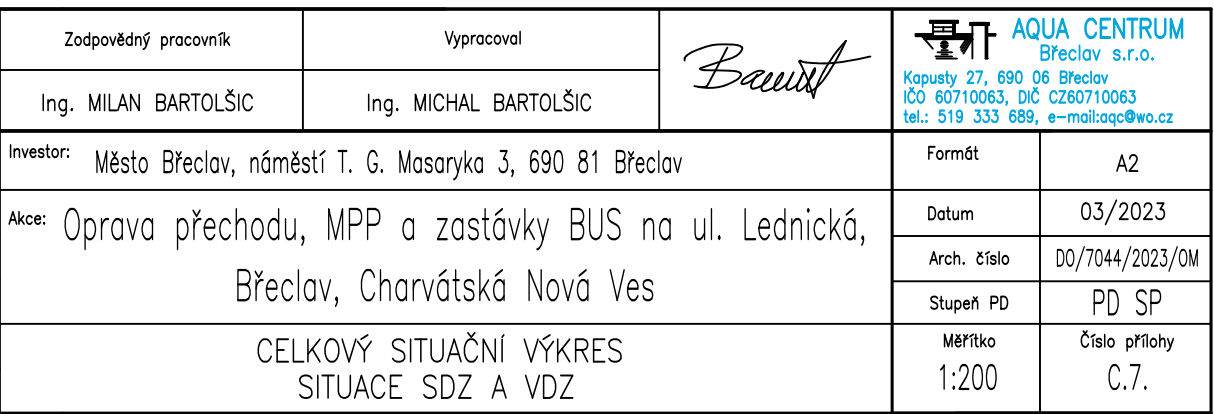 Zodpovědný pracovník
Vypracoval
Ing. MILAN BARTOLŠIC
Ing. MICHAL BARTOLŠIC
AQUA CENTRUM
Břeclav s.r.o.
Kapusty 27, 690 06 Břeclav
IČO 60710063, DIČ CZ60710063
tel.: 519 333 689, e-mail:aqc@wo.cz
Investor: Město Břeclav, náměstí T. G. Masaryka 3, 690 81 Břeclav
Formát A2
Akce: Oprava přechodu, MPP a zastávky BUS na ul. Lednická,
Břeclav, Charvátská Nová Ves
Datum 03/2023
Arch. číslo DO/7044/2023/OM
Stupeň PD PD SP
CELKOVÝ SITUAČNÍ VÝKRES
SITUACE SDZ A VDZ
Měřítko
1:200
Číslo přílohy
C.7.